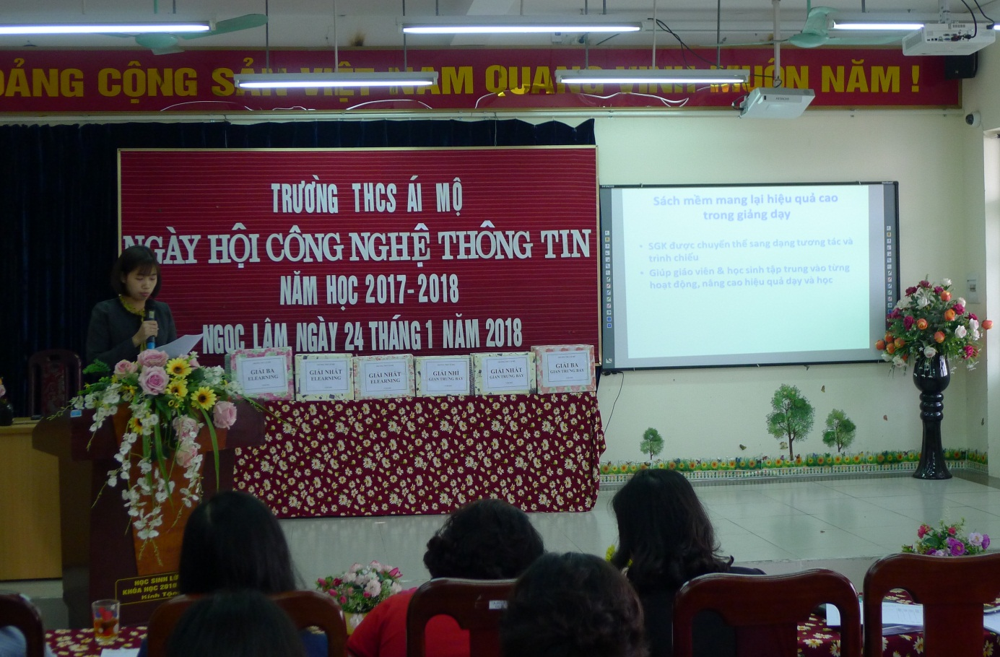 ĐẢNG CỘNG SẢN VIỆT NAM QUANG VINH MUÔN NĂM !
TRƯỜNG THCS ÁI MỘ
NGÀY HỘI CÔNG NGHỆ THÔNG TIN
NĂM HỌC 2017-2018
NGỌC LÂM NGÀY 24 THÁNG 1 NĂM 2018
Sách mềm mang lại hiệu quả cao
trong giảng dạy
• SGK được chuyển thể sang dạng tương tác và
trình chiếu
• Giúp giáo viên & học sinh tập trung vào từng
hoạt động, nâng cao hiệu quả dạy và học
GIẢI BA
ELEARNING
GIẢI NHẤT
ELEARNING
GIẢI NHẤT
ELEARNING
GIẢI NHÌ
GIAN TRƯNG BÀY
GIẢI NHẤT
GIAN TRƯNG BÀY
GIẢI BA
GIAN TRƯNG BÀY
HỌC SINH LỚ
KHÓA HỌC 201
Kính Tặng
HITACHI